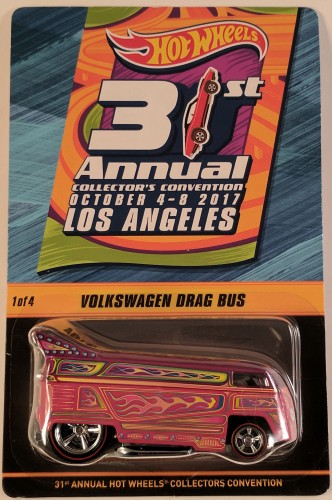 Hot Wheels
31st
Annual
COLLECTOR'S CONVENTION
OCTOBER 4-8 2017
LOS ANGELES
1 of 4
VOLKSWAGEN DRAG BUS
31ST ANNUAL HOT WHEELS COLLECTORS CONVENTION